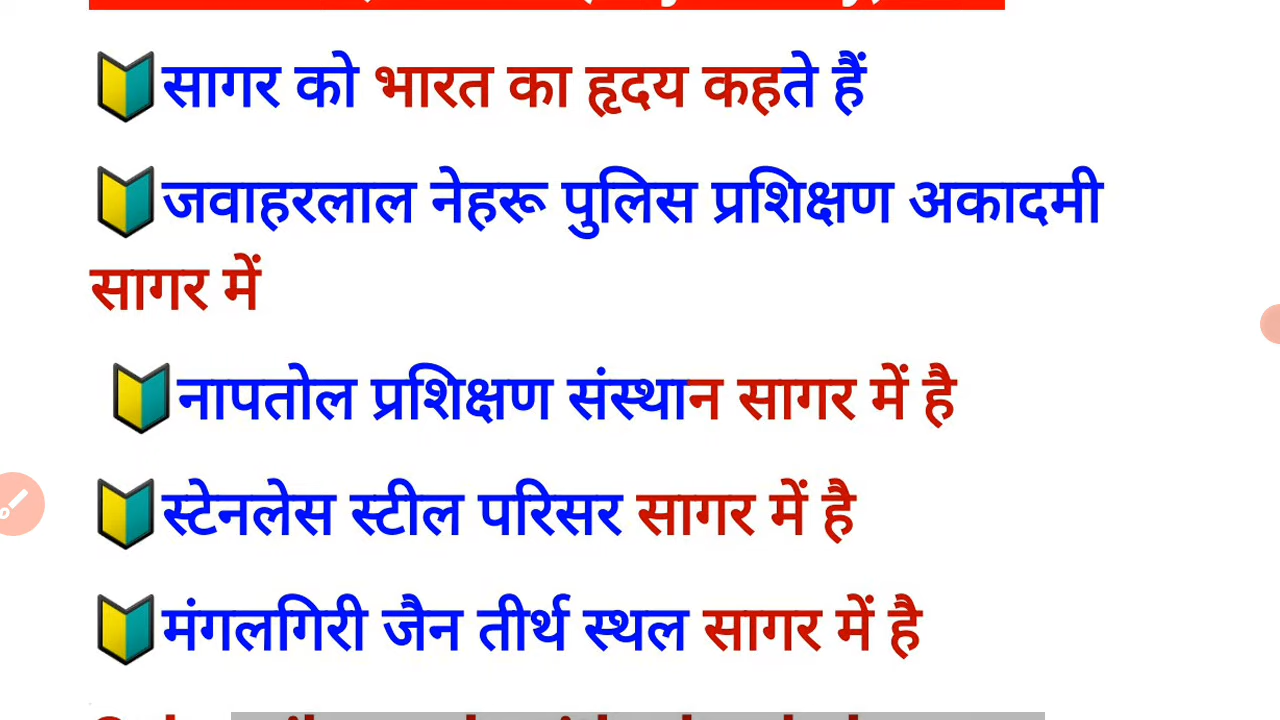 🔰सागर को भारत का हृदय कहते हैं
🔰जवाहरलाल नेहरू पुलिस प्रशिक्षण अकादमी
सागर में
🔰नापतोल प्रशिक्षण संस्थान सागर में है
🔰स्टेनलेस स्टील परिसर सागर में है
🔰मंगलगिरी जैन तीर्थ स्थल सागर में है